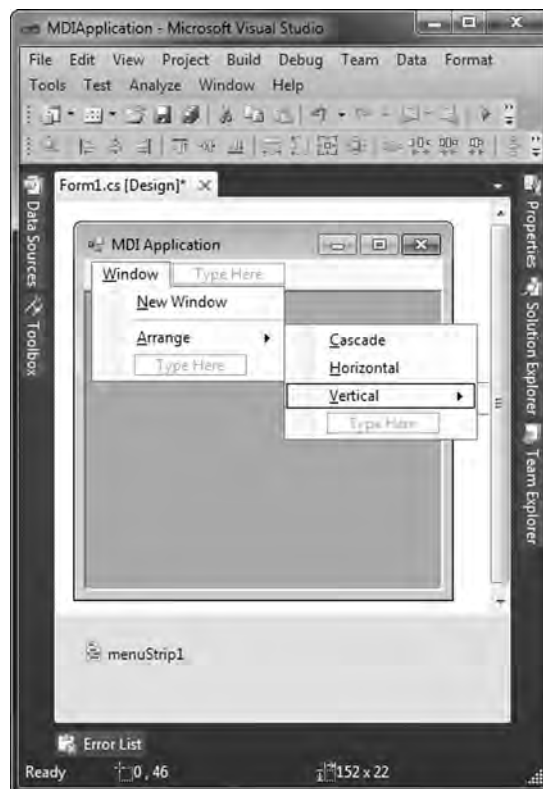 MDIApplication - Microsoft Visual Studio
File Edit View Project Build Debug Team Data Format
Tools Test Analyze Window Help
Form1.cs [Design]*
Data Sources
Toolbox
Properties
Solution Explorer
Team Explorer
MDI Application
Window Type Here
New Window
Arrange
Type Here
Cascade
Horizontal
Vertical
Type Here
menuStrip1
Error List
Ready 0 , 46 152 x 22